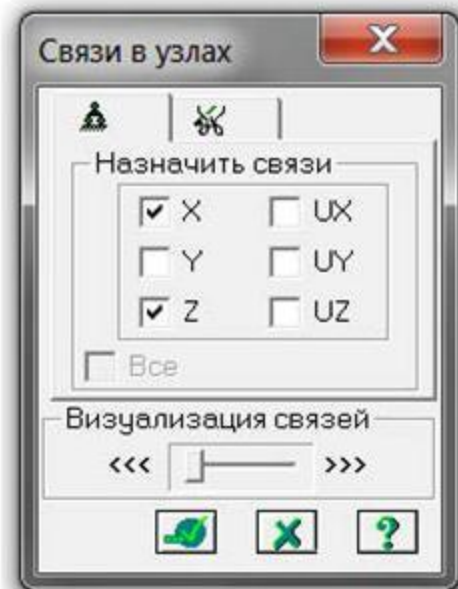 Связи в узлах
Назначить связи
X UX
Y UY
Z UZ
Все
Визуализация связей
<<< >>>
?